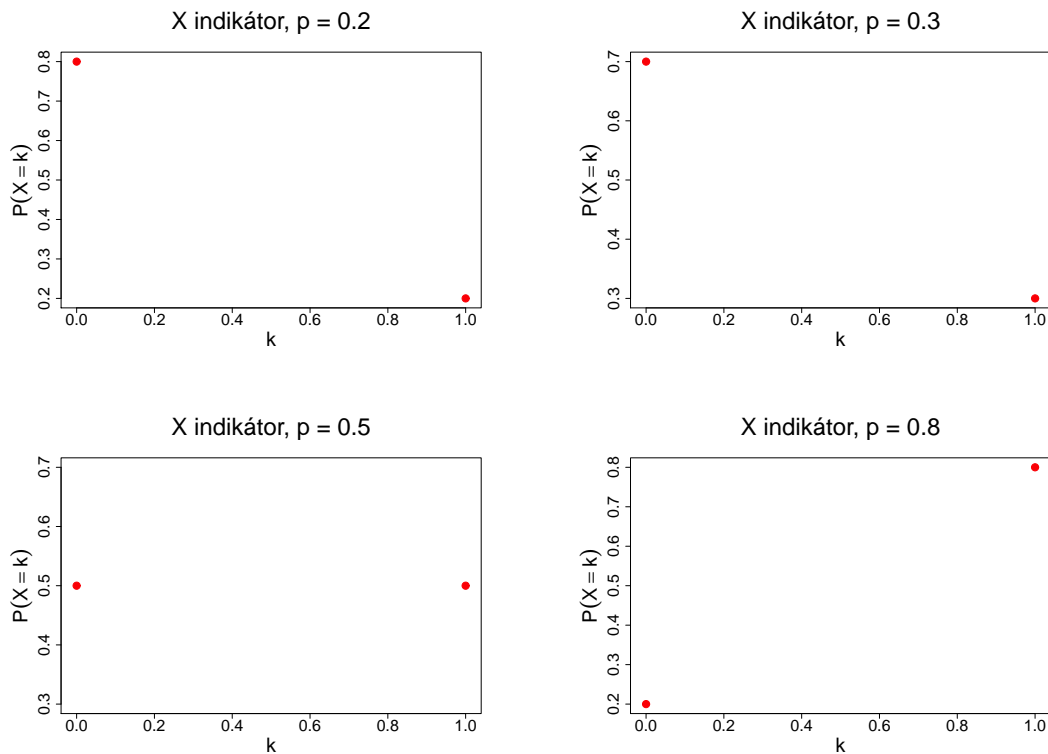 X indikátor, p = 0.2
P(X = k)
0.8
0.7
0.6
0.5
0.4
0.3
0.2
0.0 0.2 0.4 0.6 0.8 1.0
k
X indikátor, p = 0.3
P(X = k)
0.7
0.6
0.5
0.4
0.3
0.0 0.2 0.4 0.6 0.8 1.0
k
X indikátor, p = 0.5
P(X = k)
0.7
0.6
0.5
0.4
0.3
0.0 0.2 0.4 0.6 0.8 1.0
k
X indikátor, p = 0.8
P(X = k)
0.8
0.7
0.6
0.5
0.4
0.3
0.2
0.0 0.2 0.4 0.6 0.8 1.0
k